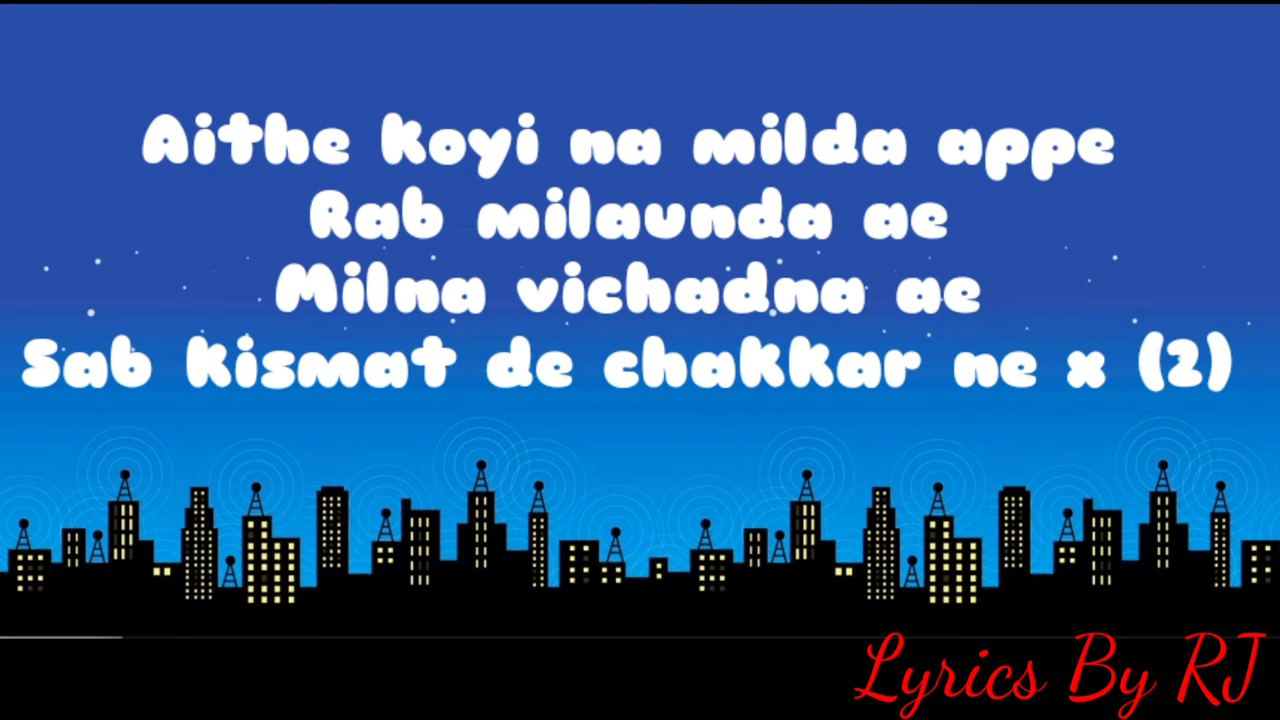 Aithe koyi na milda appe
Rab milaunda ae
Milna vichadna ae
Sab kismat de chakkar ne x (2)
Lyrics By RJ